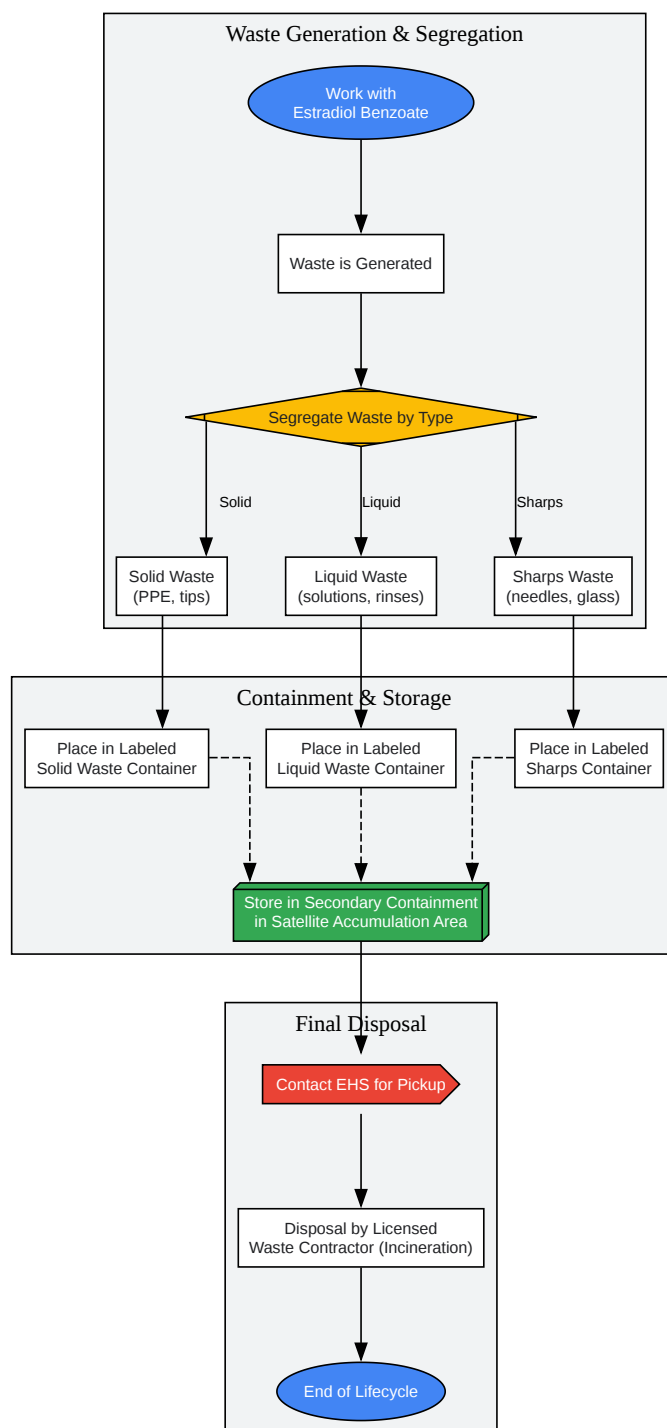 Waste Generation & Segregation
Work with
Estradiol Benzoate
Waste is Generated
Segregate Waste by Type
Solid
Liquid
Sharps
Solid Waste
(PPE, tips)
Liquid Waste
(solutions, rinses)
Sharps Waste
(needles, glass)
Containment & Storage
Place in Labeled
Solid Waste Container
Place in Labeled
Liquid Waste Container
Place in Labeled
Sharps Container
Store in Secondary Containment
in Satellite Accumulation Area
Final Disposal
Contact EHS for Pickup
Disposal by Licensed
Waste Contractor (Incineration)
End of Lifecycle